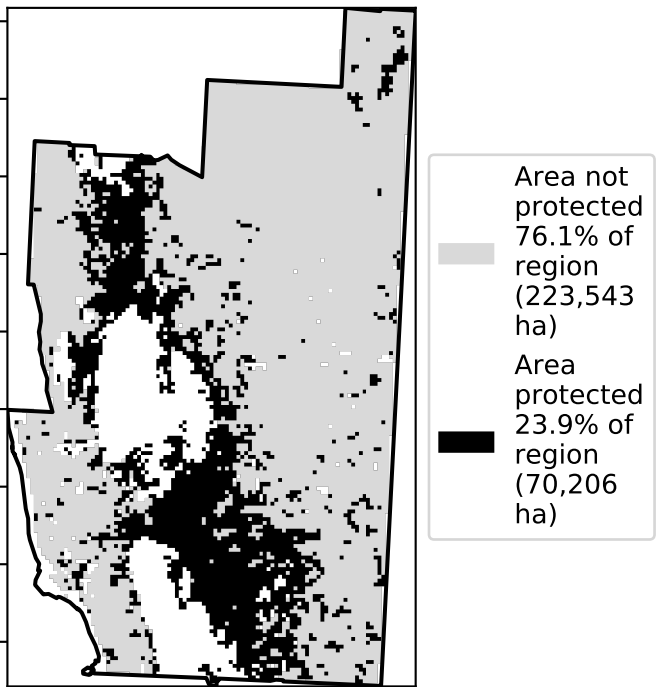 Area not
protected
76.1% of
region
(223,543
ha)
Area
protected
23.9% of
region
(70,206
ha)